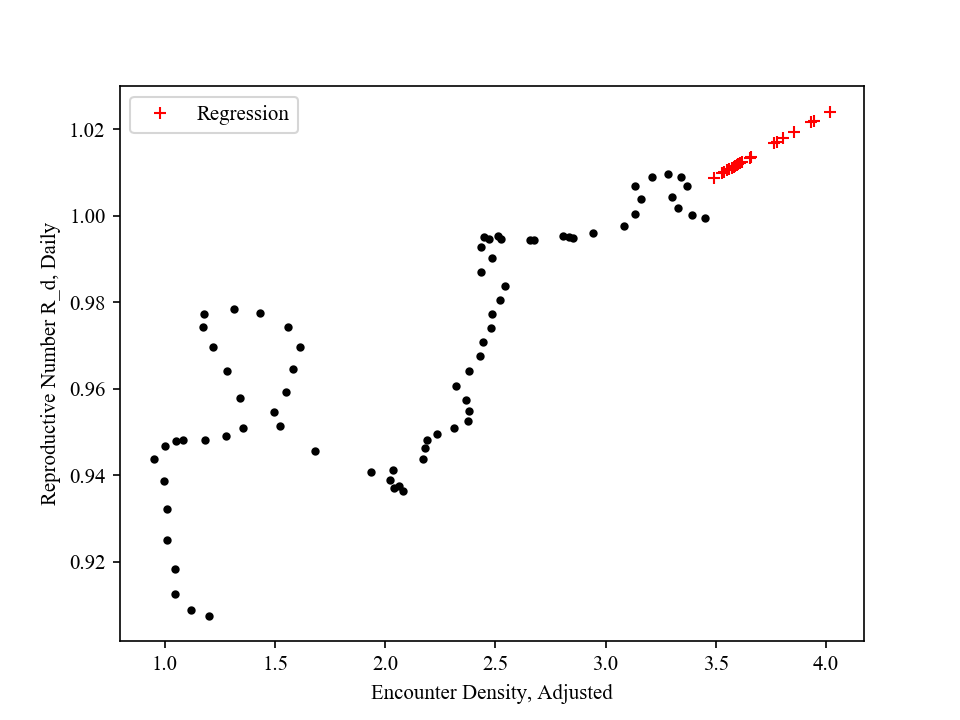 Regression
1.02
1.00
0.98
0.96
0.94
0.92
Reproductive Number R_d, Daily
1.0 1.5 2.0 2.5 3.0 3.5 4.0
Encounter Density, Adjusted